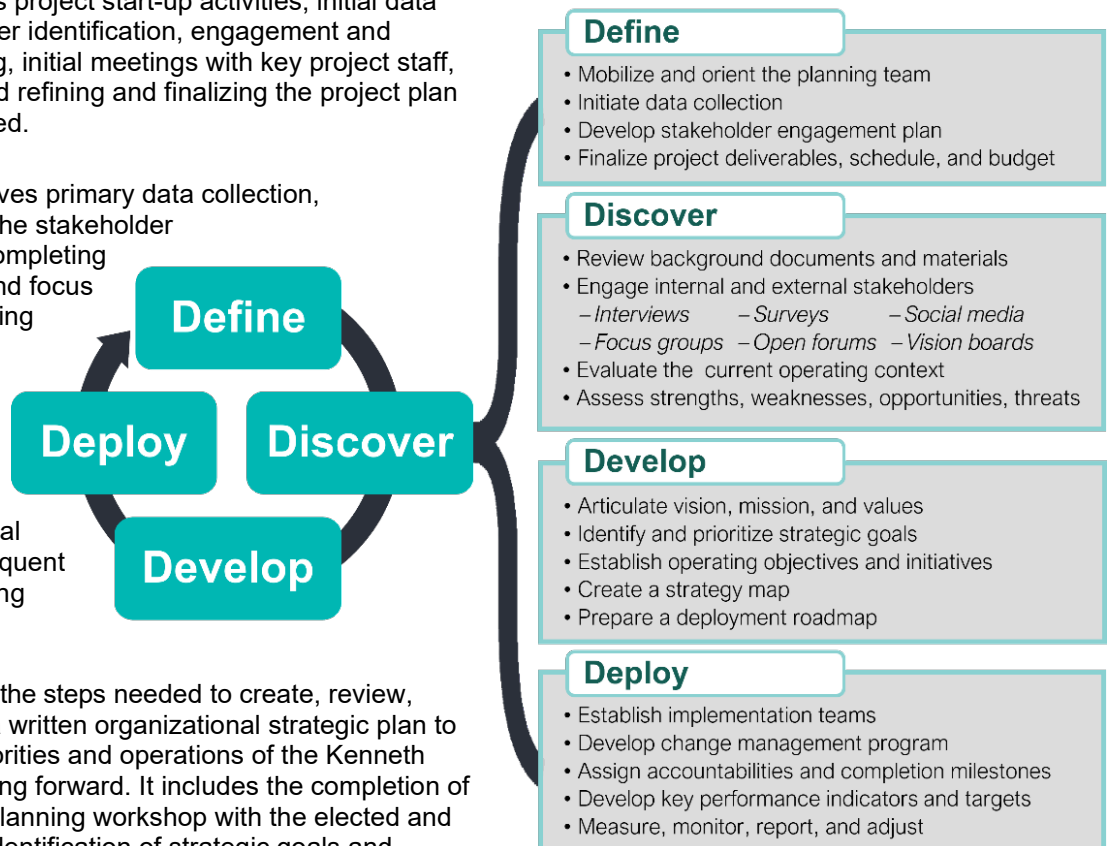 s project start-up activities, initial data
er identification, engagement and
g, initial meetings with key project staff,
d refining and finalizing the project plan
ed.
ves primary data collection,
he stakeholder
ompleting
nd focus
ing
al
quent
ng
the steps needed to create, review,
written organizational strategic plan to
orities and operations of the Kenneth
ng forward. It includes the completion of
planning workshop with the elected and
dentification of strategic goals and
Define
Deploy
Discover
Develop
Define
• Mobilize and orient the planning team
• Initiate data collection
• Develop stakeholder engagement plan
• Finalize project deliverables, schedule, and budget
Discover
• Review background documents and materials
• Engage internal and external stakeholders
– Interviews – Surveys – Social media
– Focus groups – Open forums – Vision boards
• Evaluate the current operating context
• Assess strengths, weaknesses, opportunities, threats
Develop
• Articulate vision, mission, and values
• Identify and prioritize strategic goals
• Establish operating objectives and initiatives
• Create a strategy map
• Prepare a deployment roadmap
Deploy
• Establish implementation teams
• Develop change management program
• Assign accountabilities and completion milestones
• Develop key performance indicators and targets
• Measure, monitor, report, and adjust